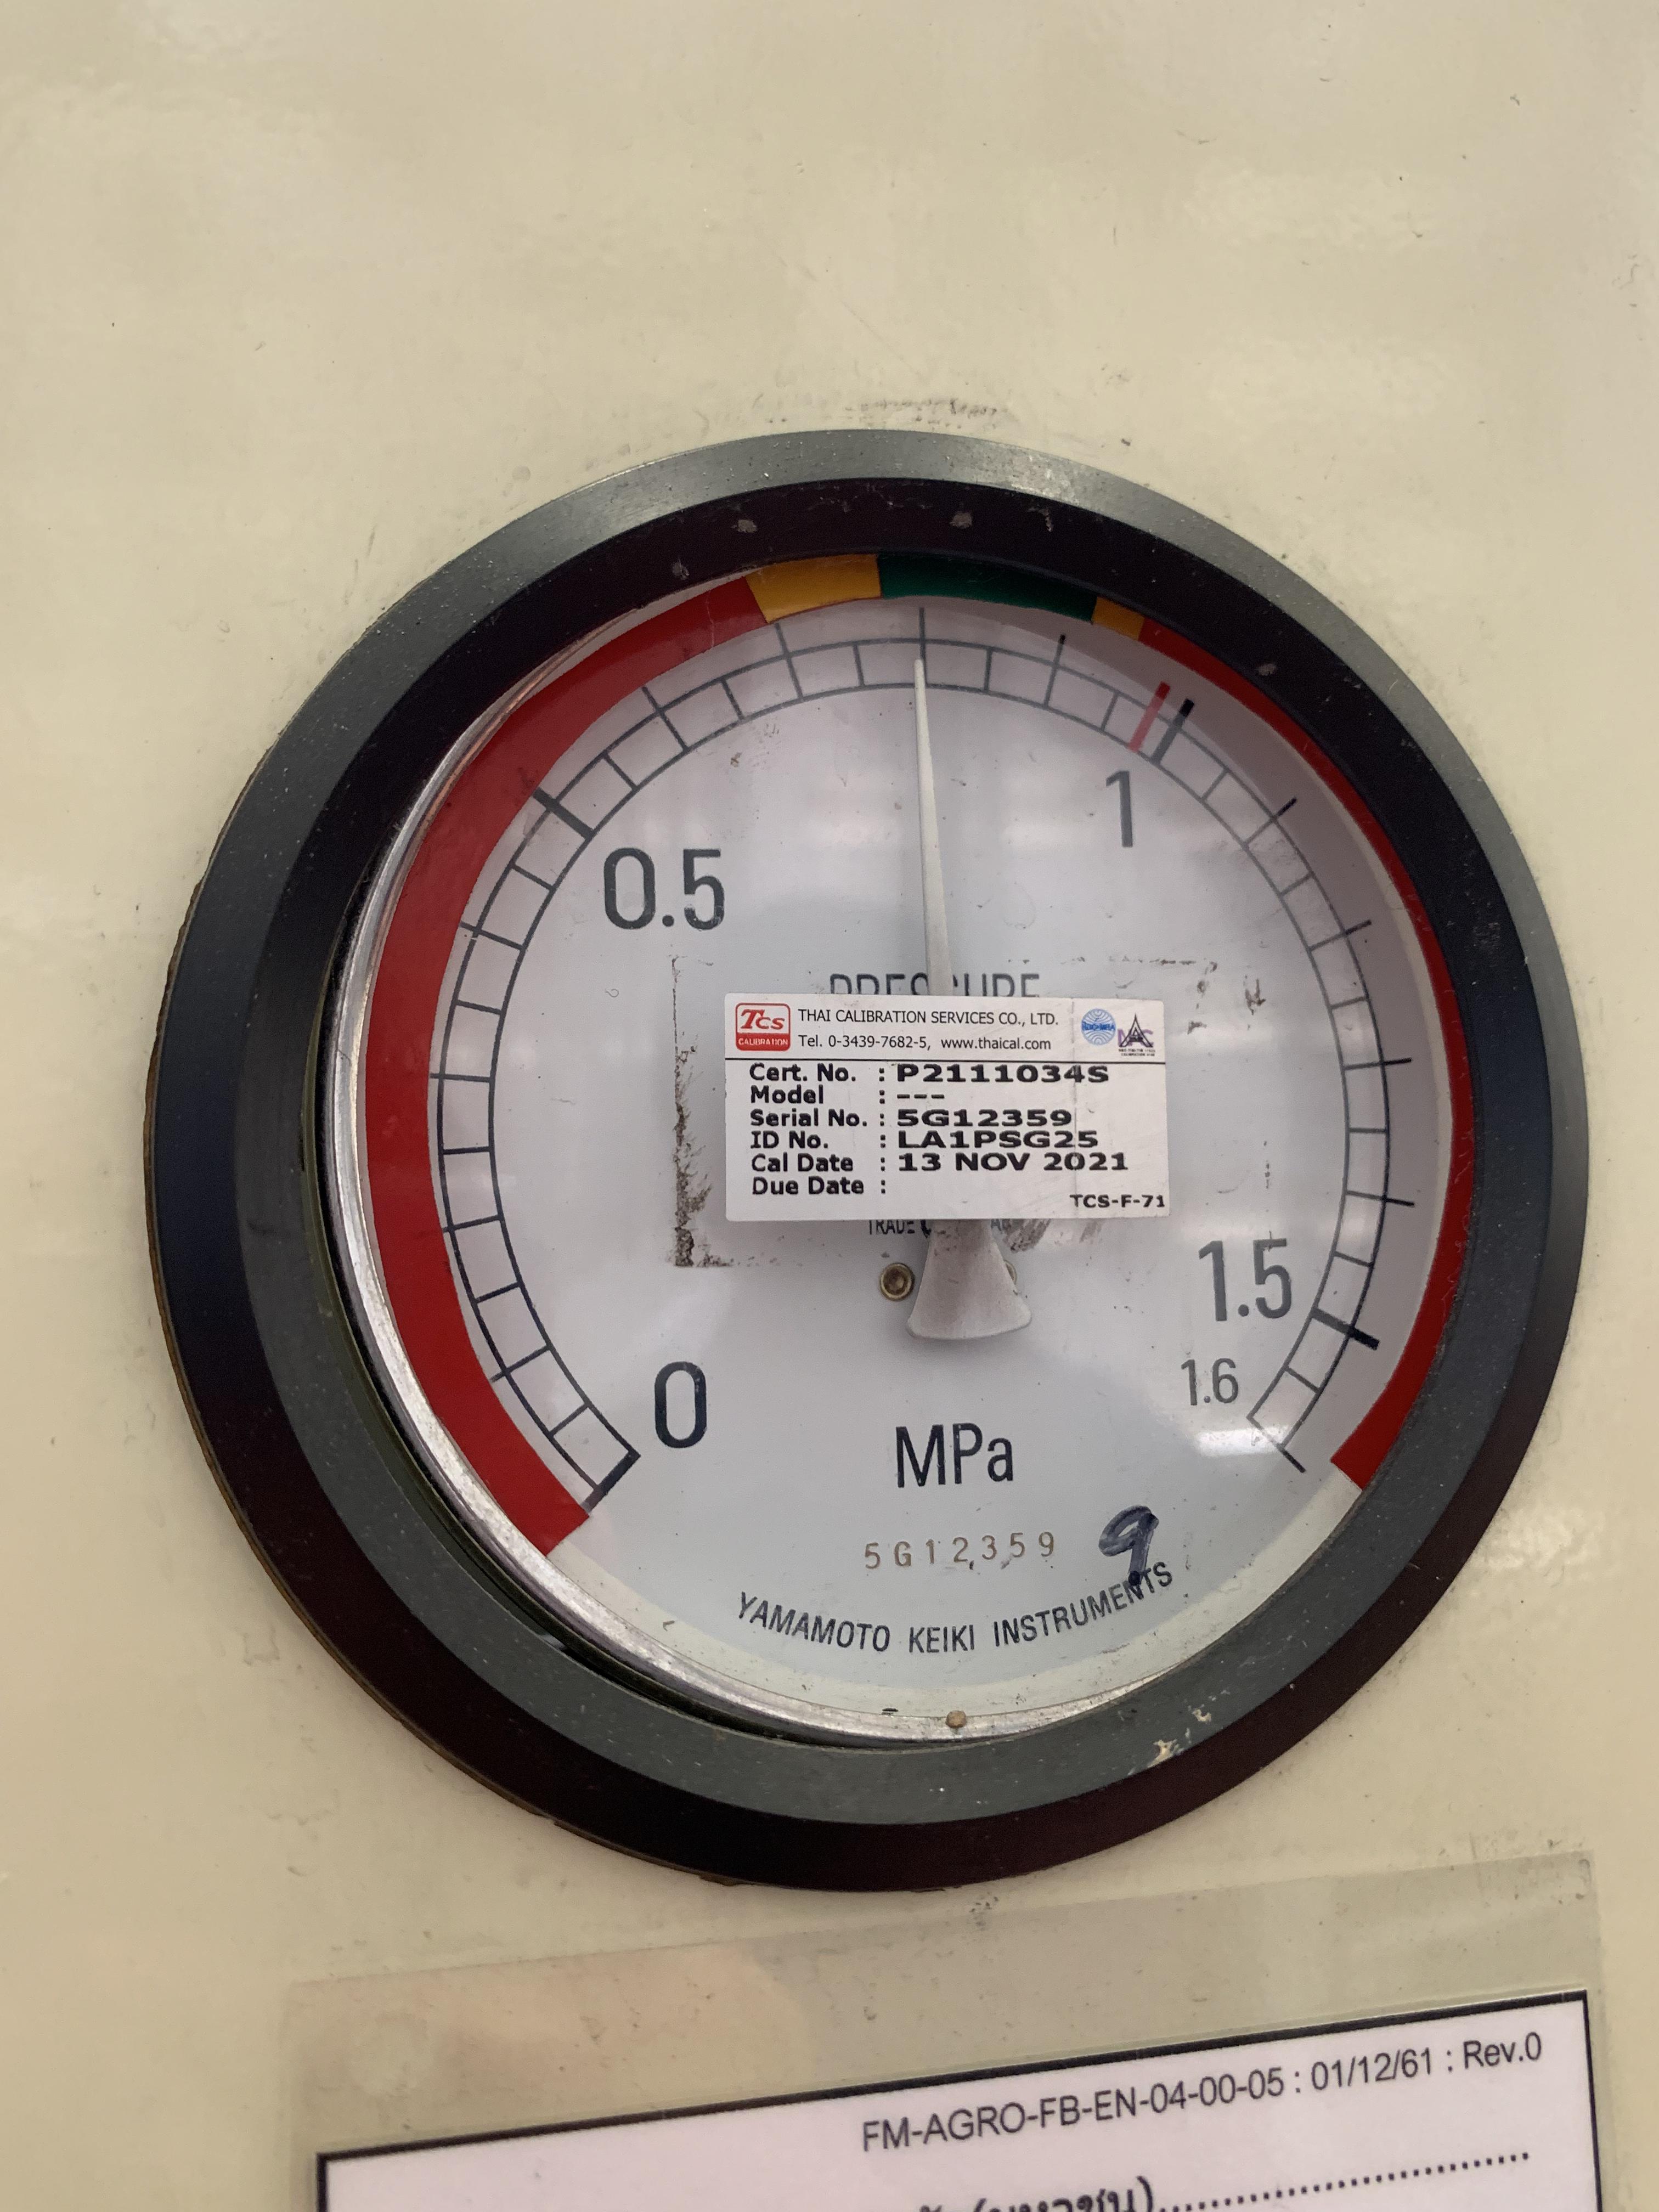 0.5
1
PRESSURE
Tcs
CALIBRATION
THAI CALIBRATION SERVICES CO., LTD.
Tel. 0-3439-7682-5, www.thaical.com
Cert. No. : P2111034S
Model : ---
Serial No. : 5G12359
ID No. : LA1PSG25
Cal Date : 13 NOV 2021
Due Date :
TCS-F-71
TRADE
1.5
1.6
0
MPa
5G12359
9
YAMAMOTO KEIKI INSTRUMENTS
FM-AGRO-FB-EN-04-00-05 : 01/12/61 : Rev.0